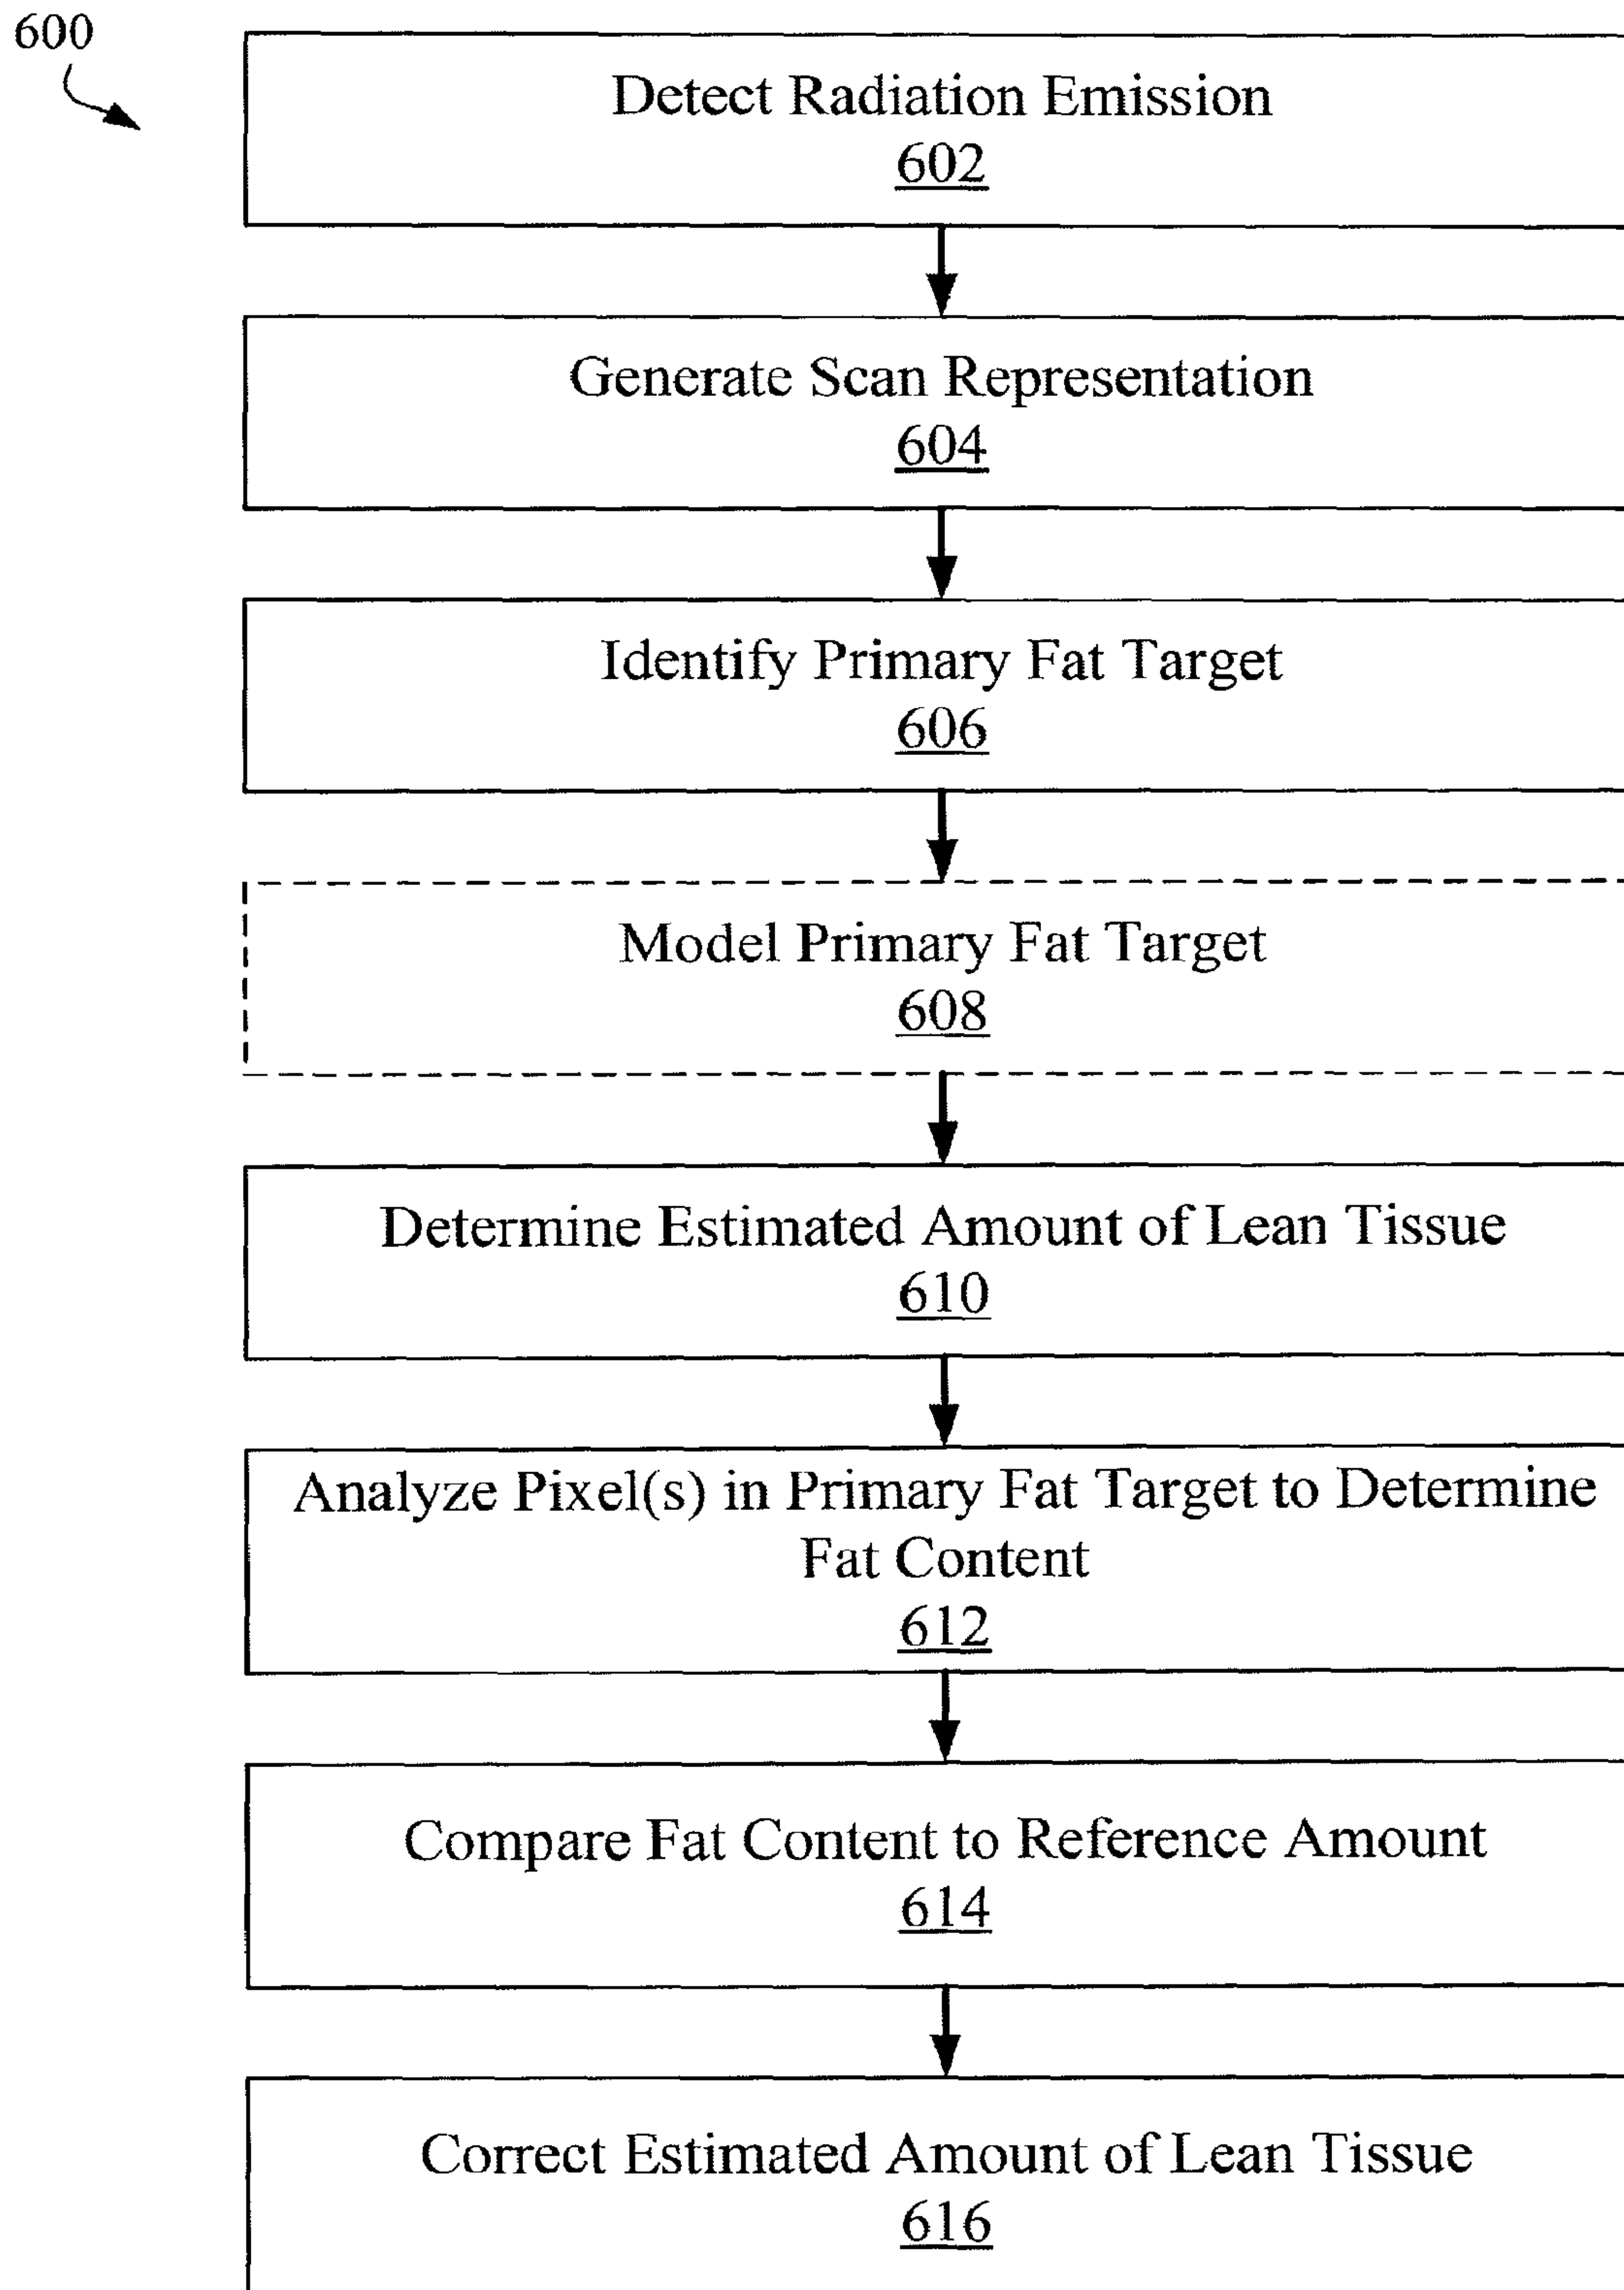 600
Detect Radiation Emission
602
Generate Scan Representation
604
Identify Primary Fat Target
606
Model Primary Fat Target
608
Determine Estimated Amount of Lean Tissue
610
Analyze Pixel(s) in Primary Fat Target to Determine
Fat Content
612
Compare Fat Content to Reference Amount
614
Correct Estimated Amount of Lean Tissue
616